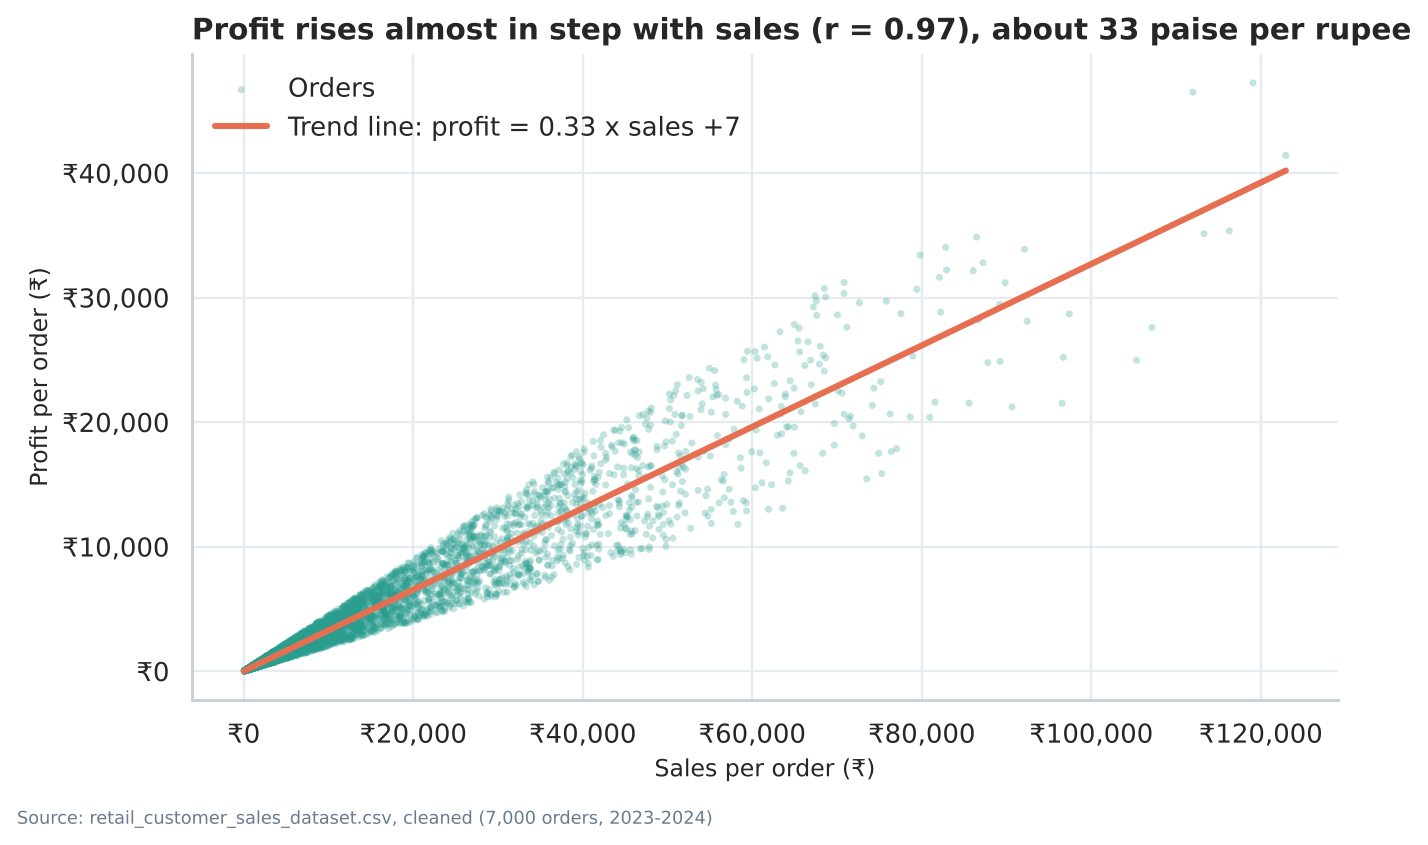 Profit rises almost in step with sales (r = 0.97), about 33 paise per rupee
Orders
Trend line: profit = 0.33 x sales +7
₹40,000
₹30,000
₹20,000
₹10,000
₹0
Profit per order (₹)
₹0 ₹20,000 ₹40,000 ₹60,000 ₹80,000 ₹100,000 ₹120,000
Sales per order (₹)
Source: retail_customer_sales_dataset.csv, cleaned (7,000 orders, 2023-2024)